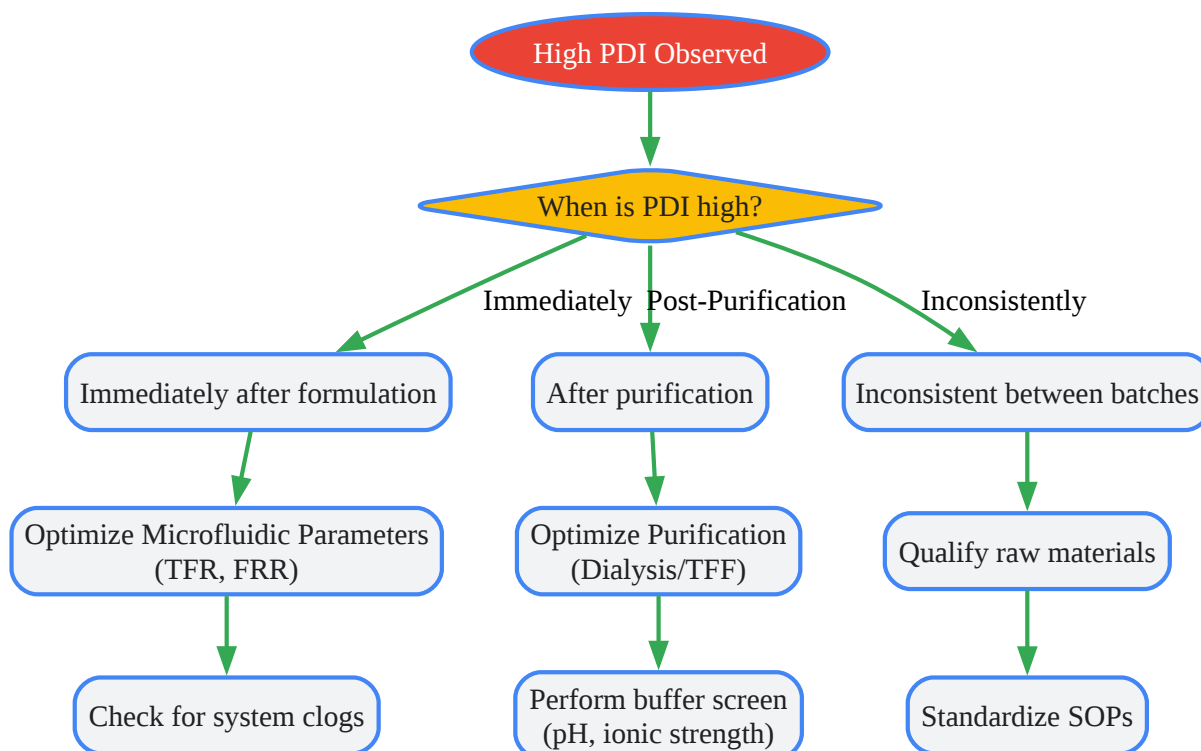 High PDI Observed
When is PDI high?
Immediately
Post-Purification
Inconsistently
Immediately after formulation
After purification
Inconsistent between batches
Optimize Microfluidic Parameters
(TFR, FRR)
Optimize Purification
(Dialysis/TFF)
Qualify raw materials
Check for system clogs
Perform buffer screen
(pH, ionic strength)
Standardize SOPs